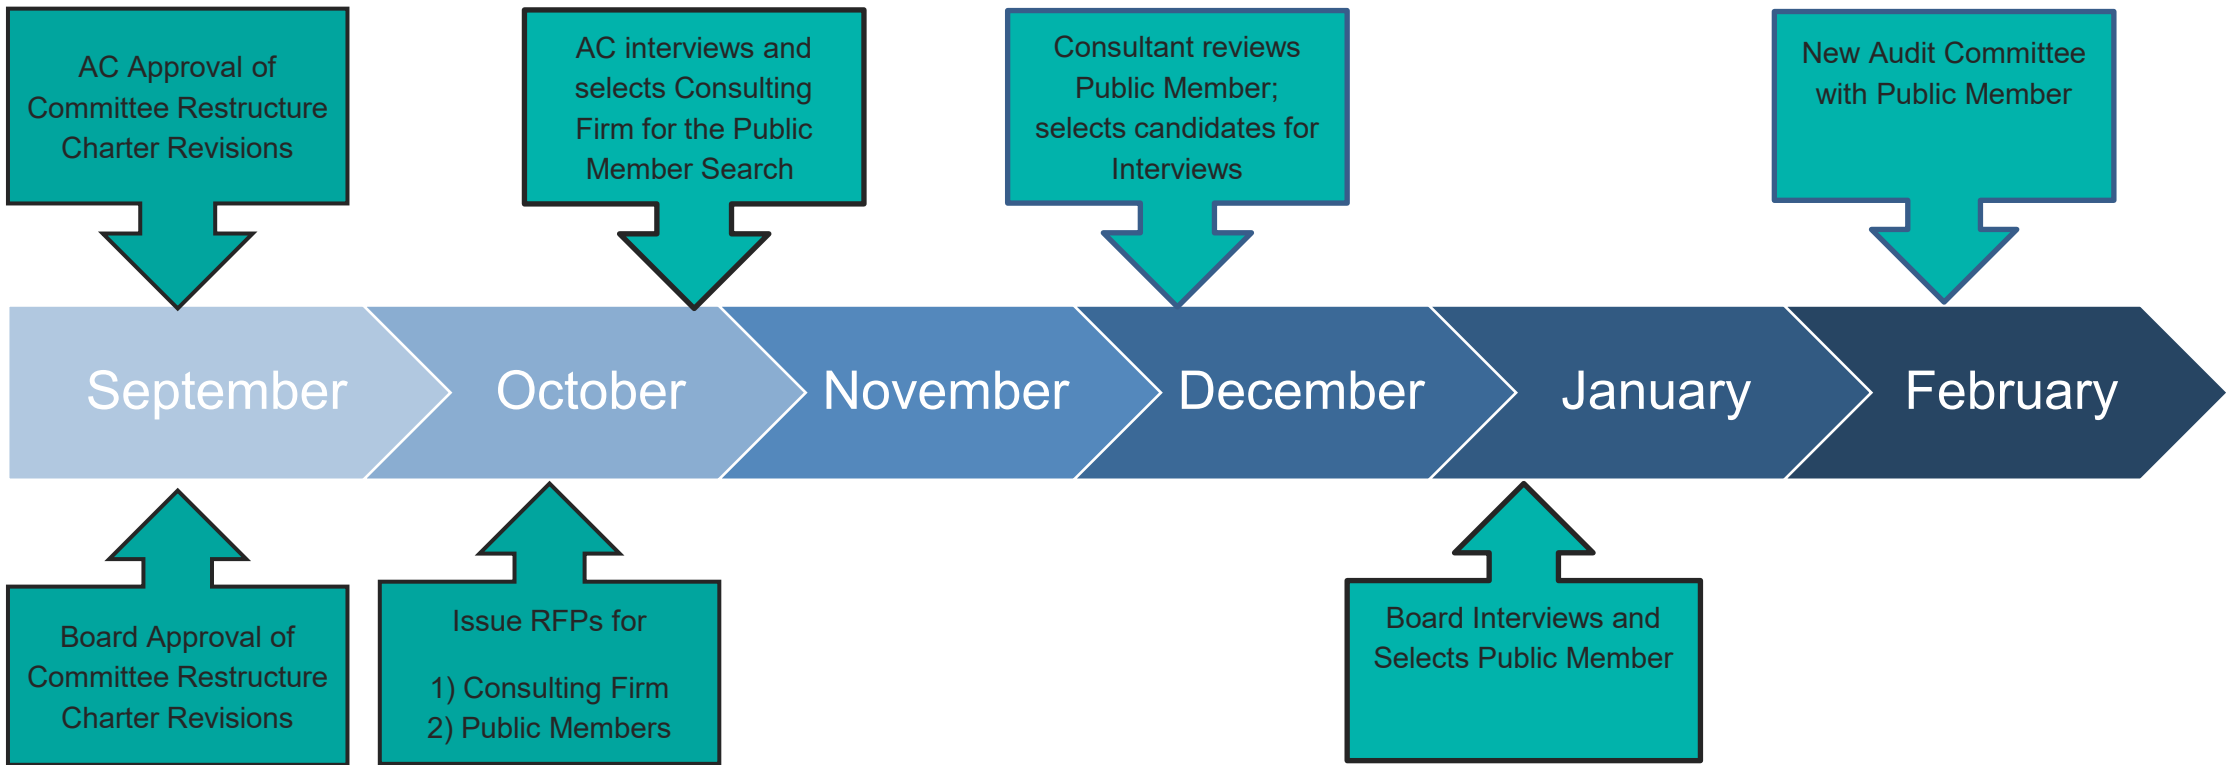 AC Approval of
Committee Restructure
Charter Revisions
AC interviews and
selects Consulting
Firm for the Public
Member Search
Consultant reviews
Public Member;
selects candidates for
Interviews
New Audit Committee
with Public Member
September
October
November
December
January
February
Board Approval of
Committee Restructure
Charter Revisions
Issue RFPs for
1) Consulting Firm
2) Public Members
Board Interviews and
Selects Public Member